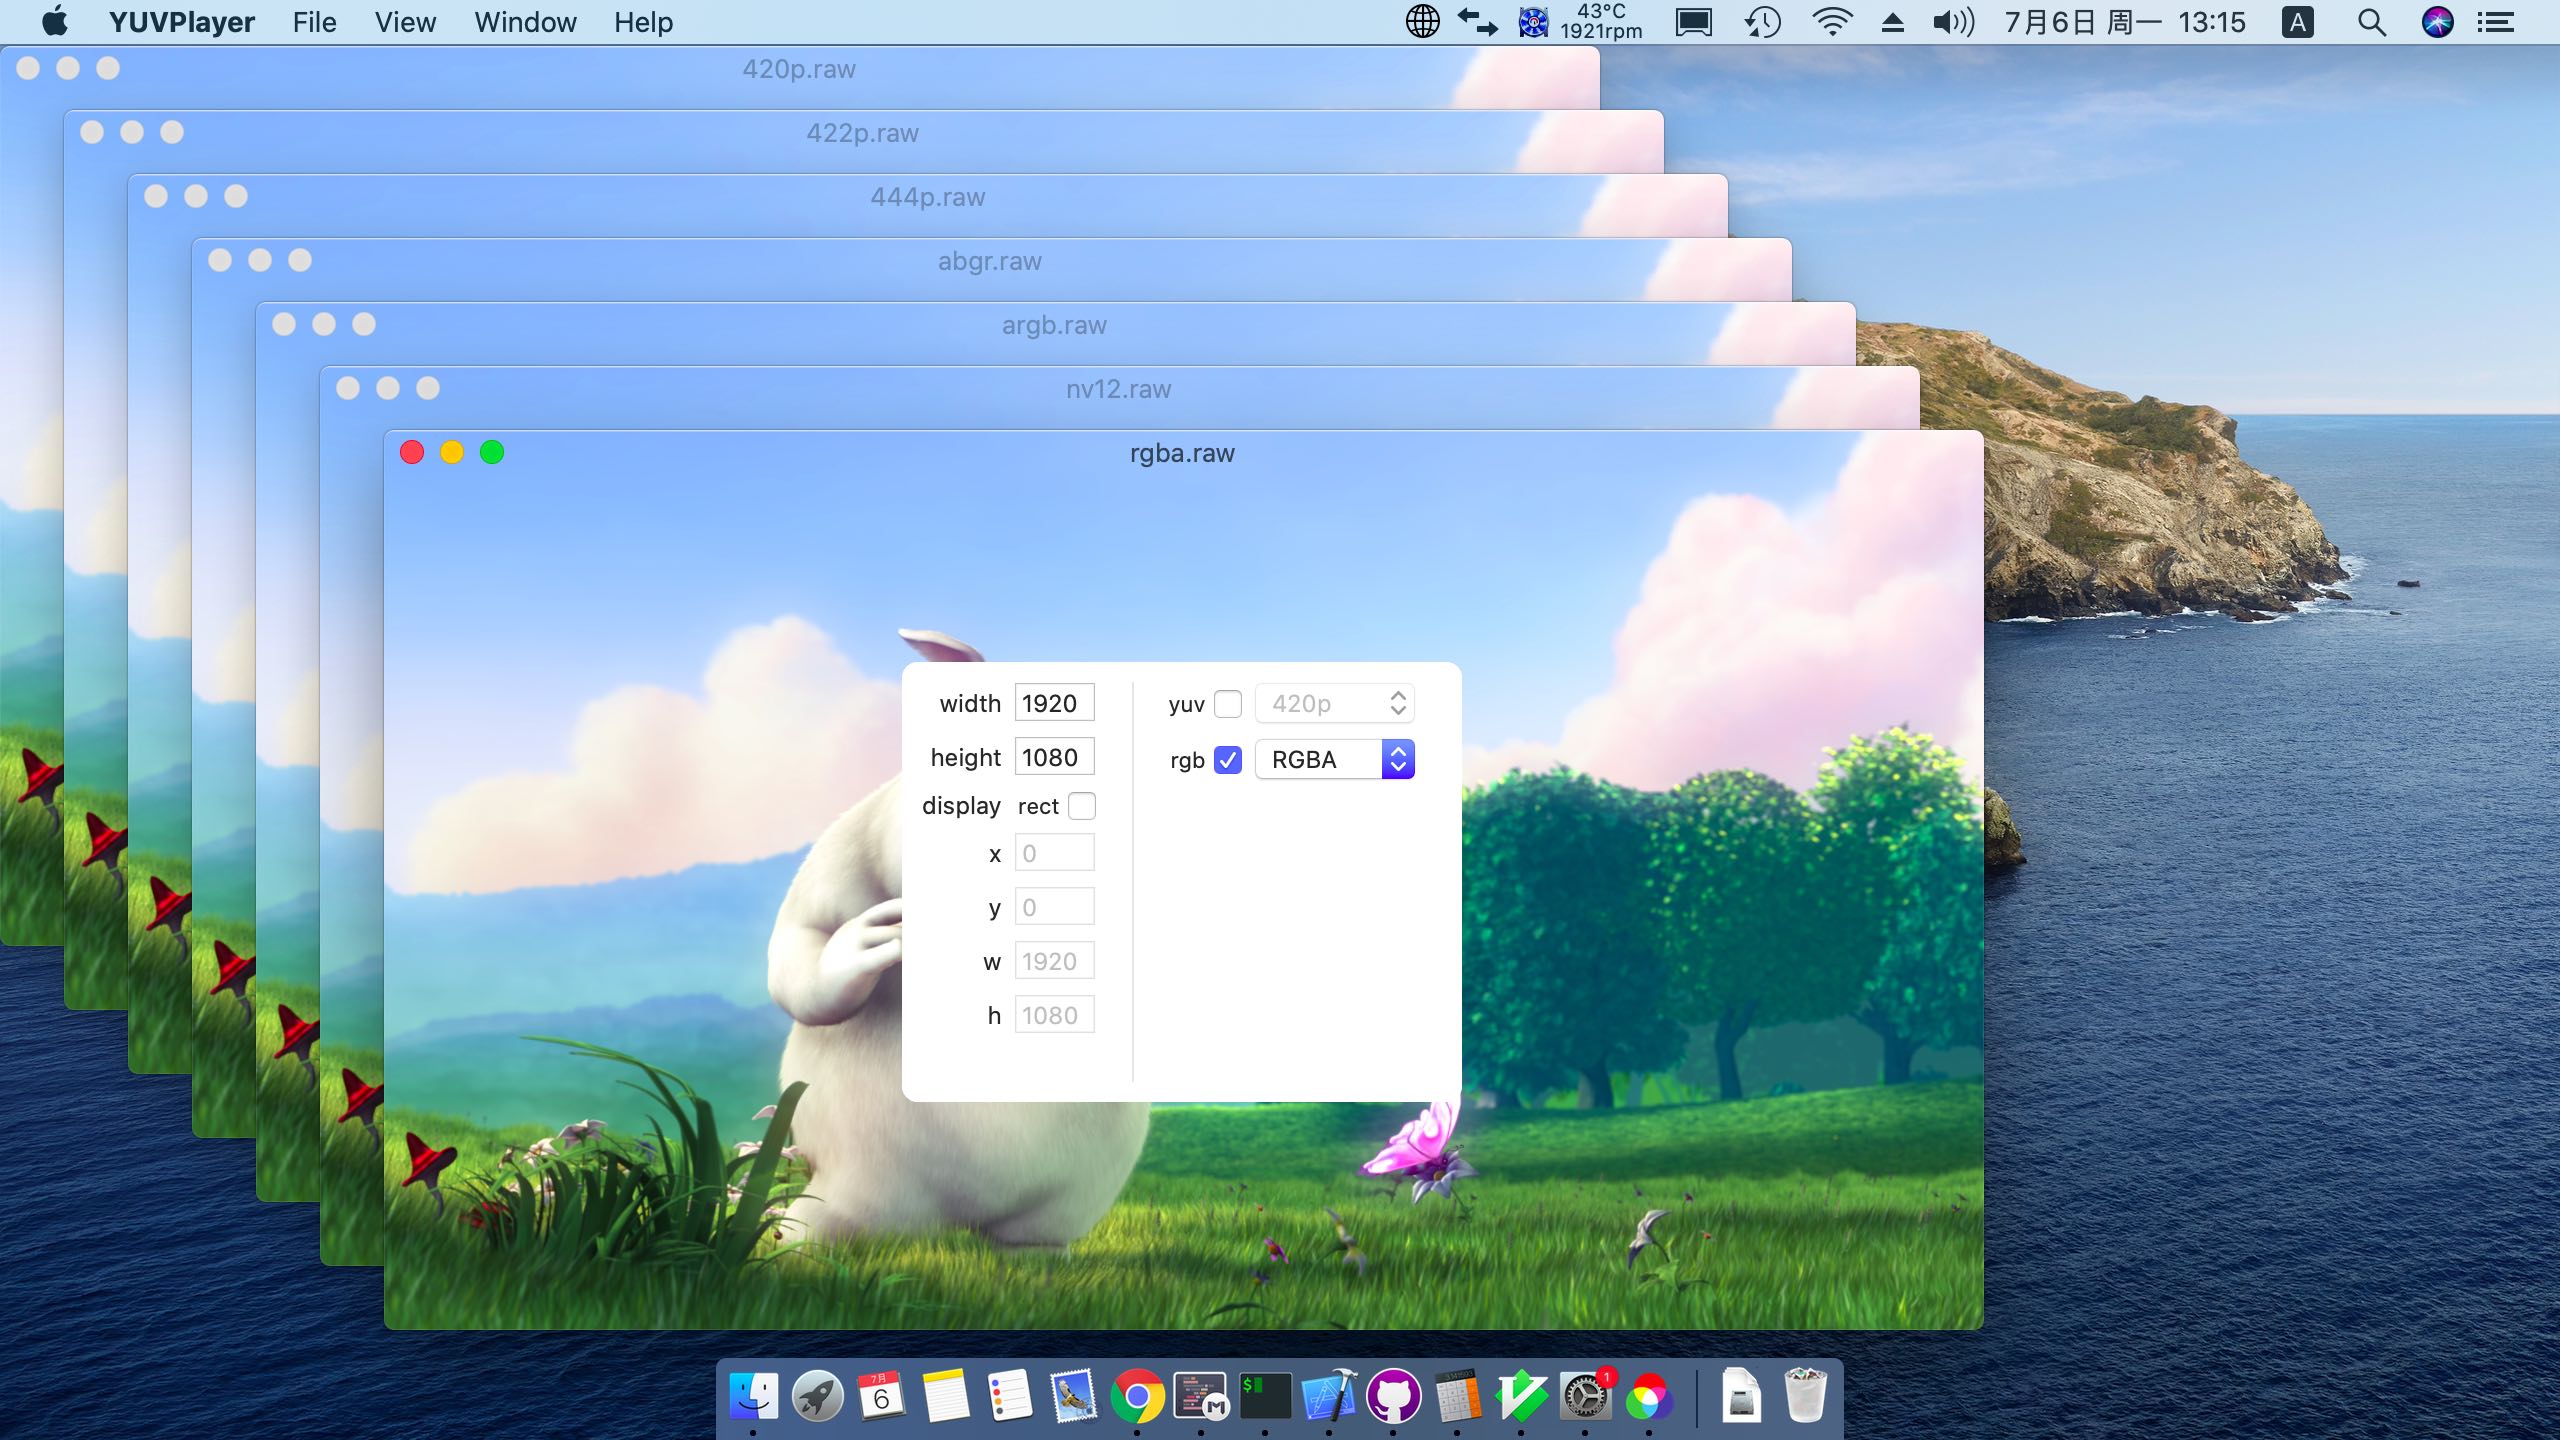 YUVPlayer File View Window Help 43°C 7月6日 周一 13:15 A
1921rpm
420p.raw
422p.raw
444p.raw
abgr.raw
argb.raw
nv12.raw
rgba.raw
width 1920
height 1080
display rect
x 0
y 0
w 1920
h 1080
yuv 420p
rgb RGBA
7月
6
M
$
1